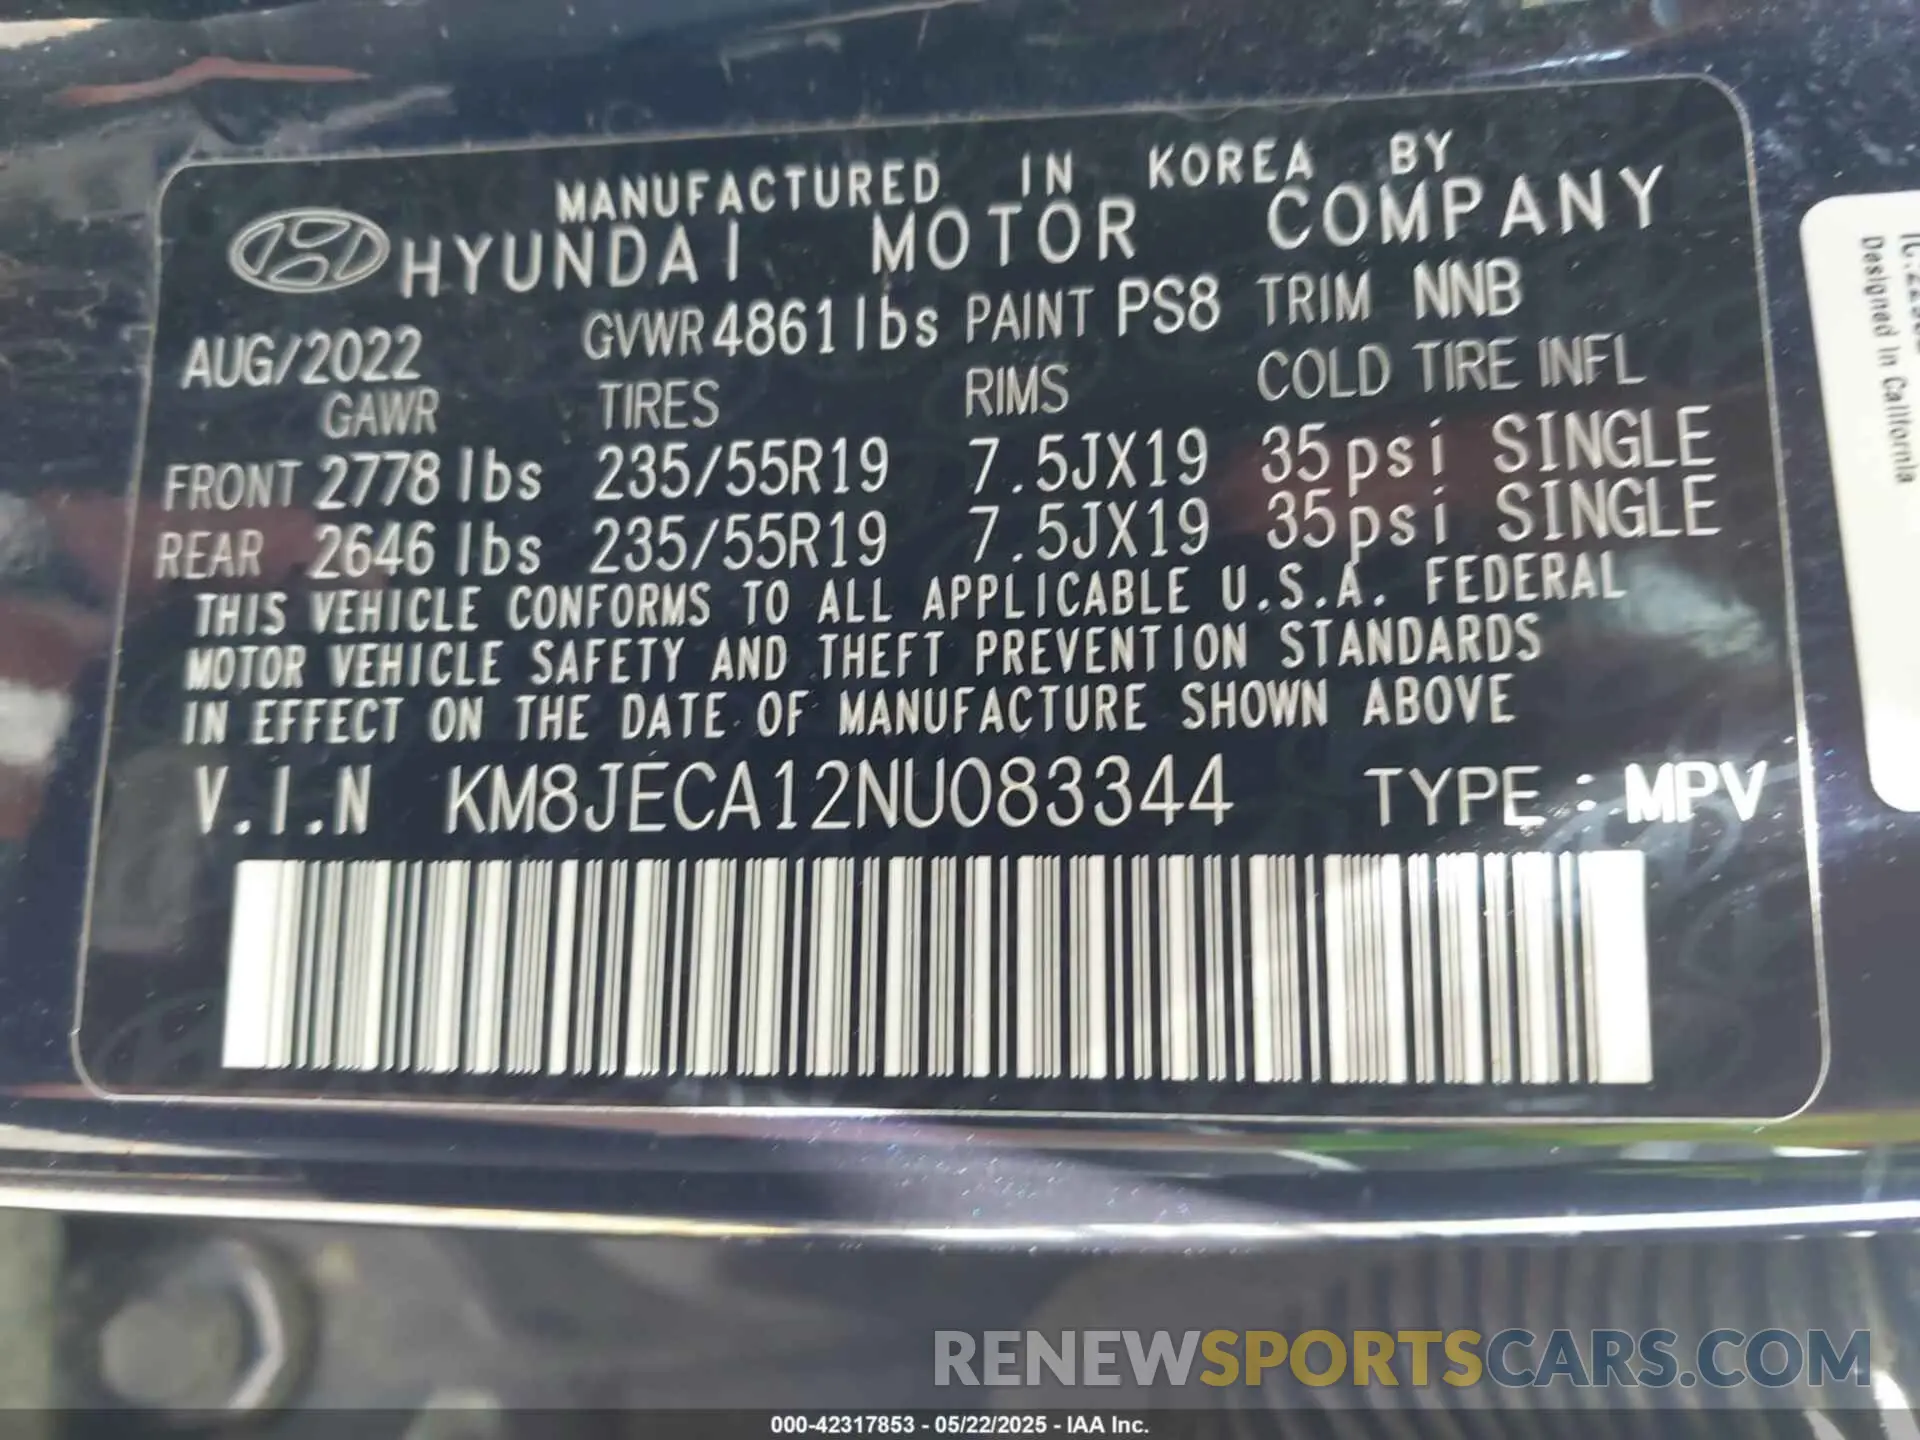 MANUFACTURED IN KOREA BY
HYUNDAI MOTOR COMPANY
AUG/2022 GVWR 4861 lbs PAINT PS8 TRIM NNB
GAWR TIRES RIMS COLD TIRE INFL
FRONT 2778 lbs 235/55R19 7.5JX19 35psi SINGLE
REAR 2646 lbs 235/55R19 7.5JX19 35psi SINGLE
THIS VEHICLE CONFORMS TO ALL APPLICABLE U.S.A. FEDERAL
MOTOR VEHICLE SAFETY AND THEFT PREVENTION STANDARDS
IN EFFECT ON THE DATE OF MANUFACTURE SHOWN ABOVE
V.I.N KM8JECA12NU083344 TYPE : MPV
Designed in California
RENEWSPORTSCARS.COM
000-42317853 - 05/22/2025 - IAA Inc.